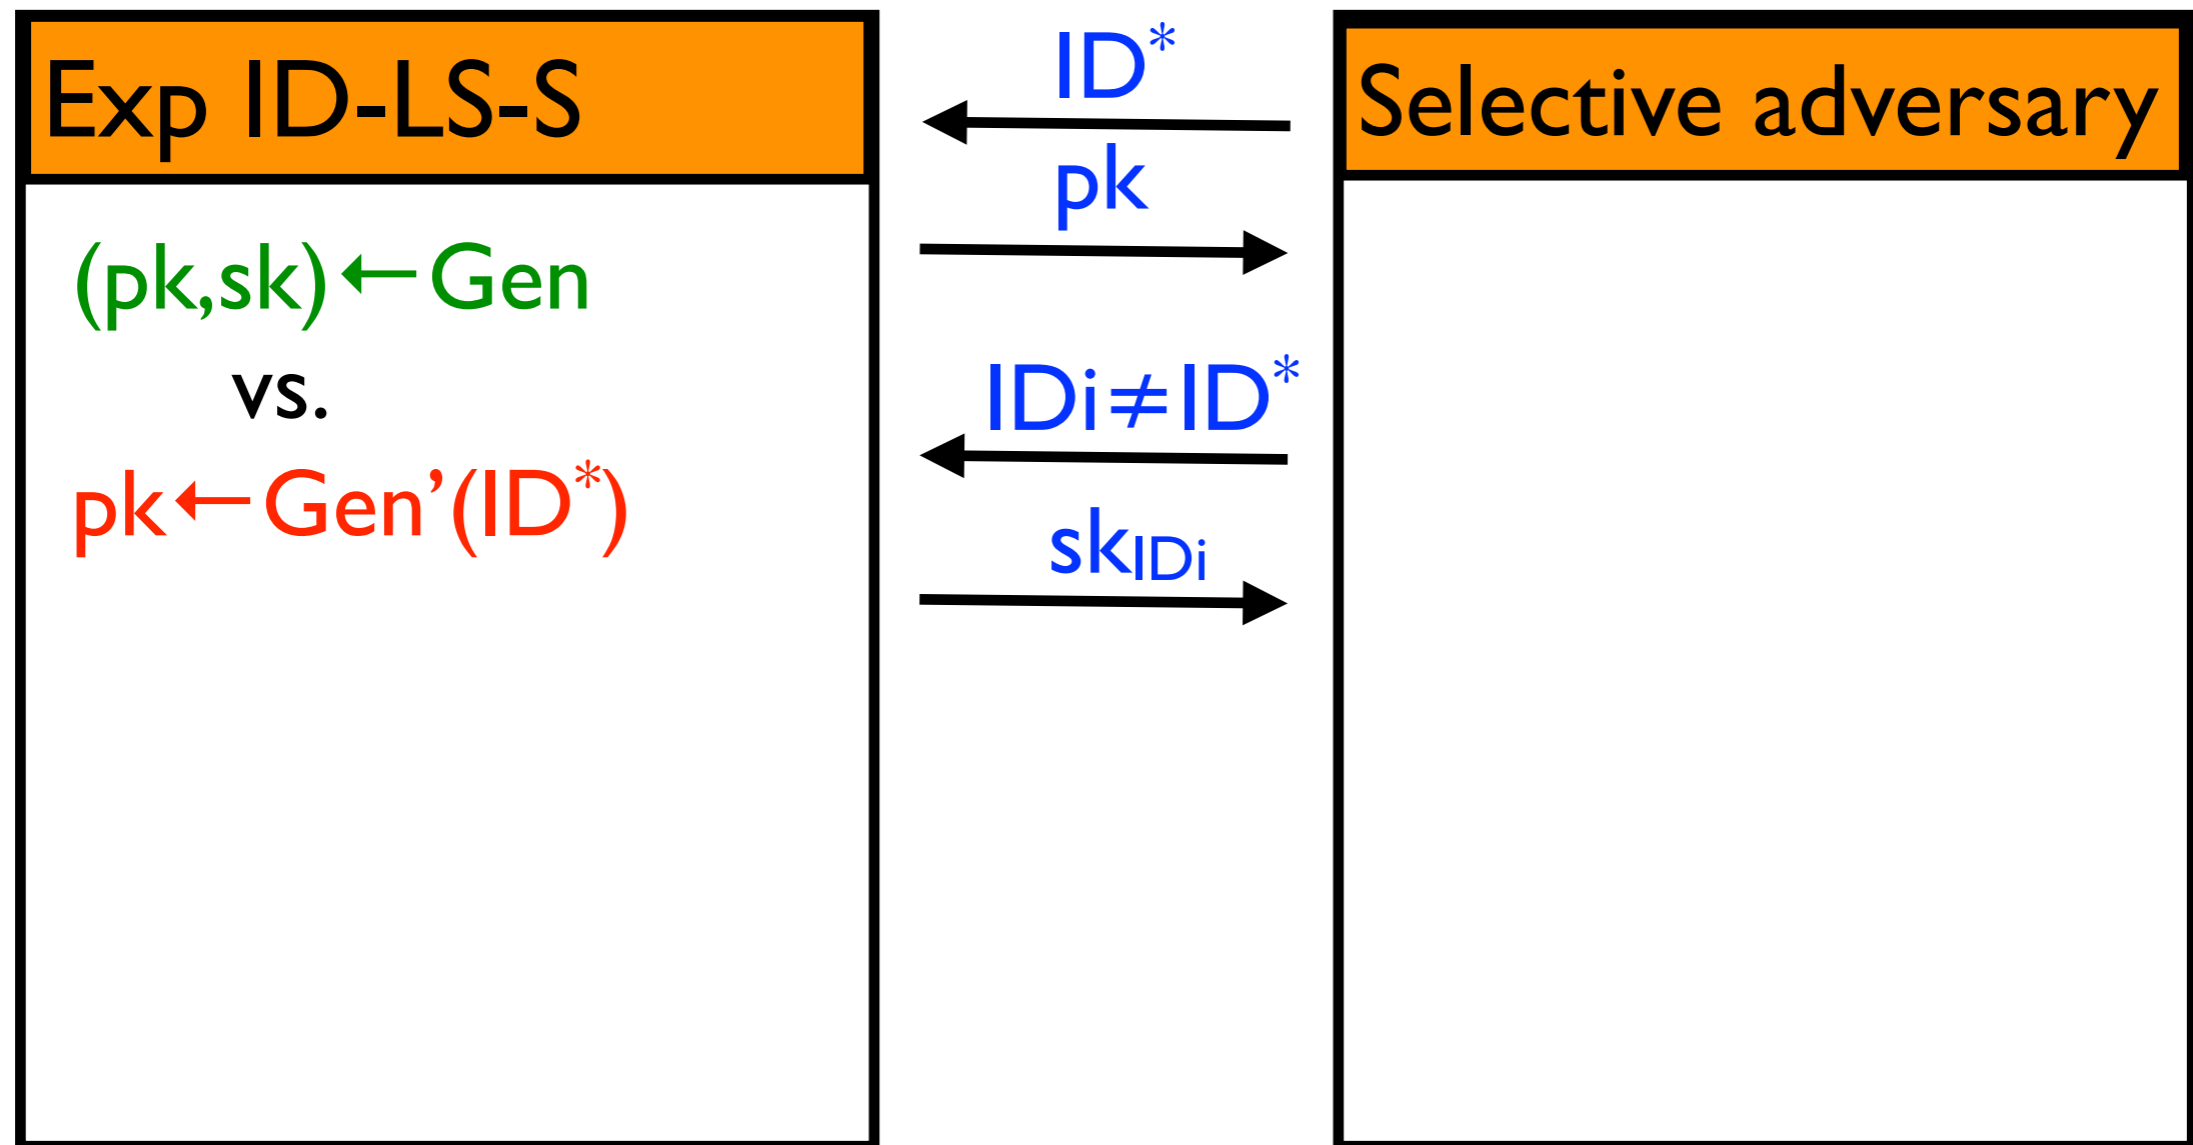 Exp ID-LS-S
(pk,sk)←Gen
vs.
pk←Gen’(ID*)
ID*
pk
IDi≠ID*
skIDi
Selective adversary